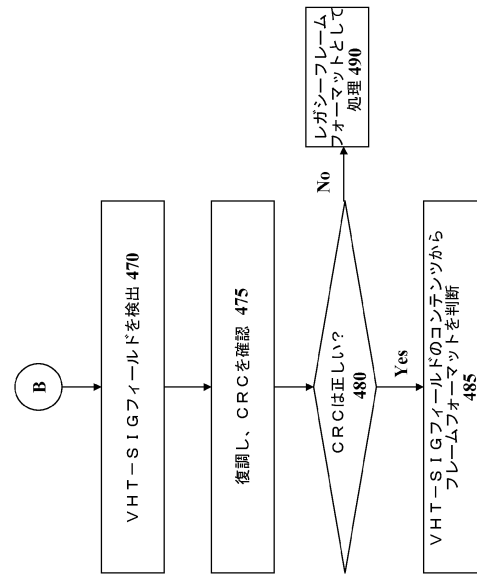 B
VHT-SIGフィールドを検出 470
復調し、CRCを確認 475
CRCは正しい?
480
No
レガシーフレーム
フォーマットとして
処理 490
Yes
VHT-SIGフィールドのコンテンツから
フレームフォーマットを判断
485